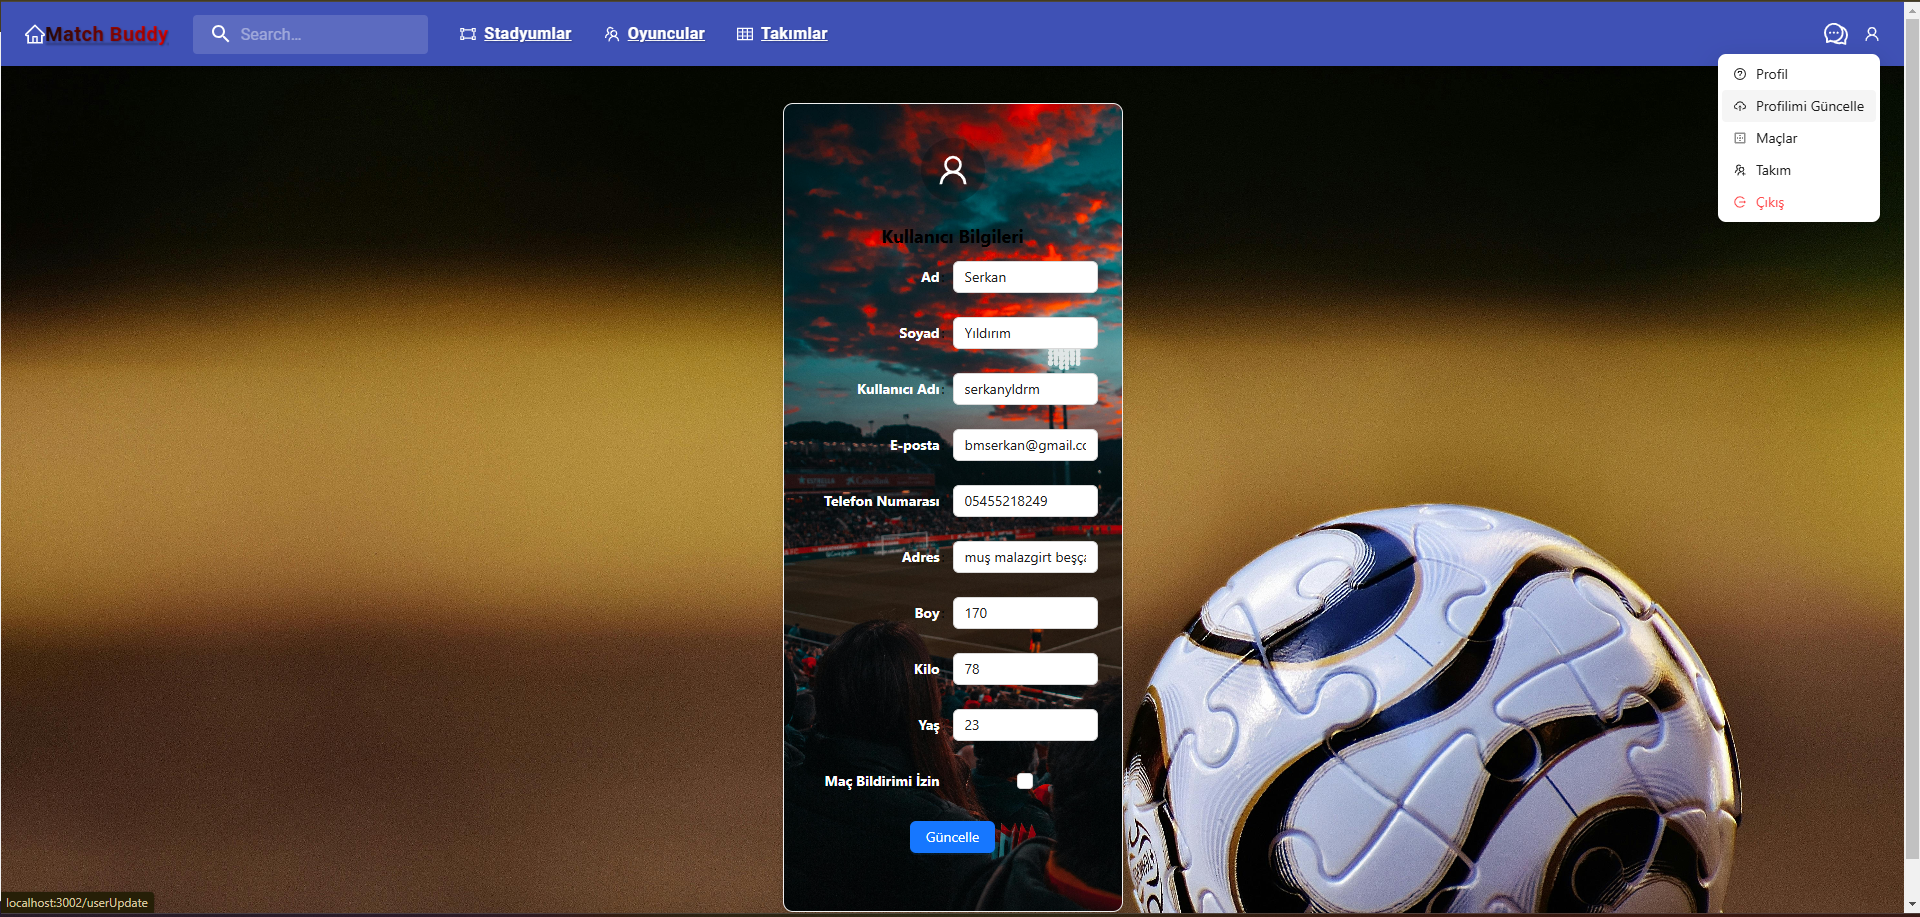 Match Buddy
Search...
Stadyumlar
Oyuncular
Takımlar
Profil
Profilimi Güncelle
Maçlar
Takım
Çıkış
Kullanıcı Bilgileri
Ad : Serkan
Soyad : Yıldırım
Kullanıcı Adı : serkanyldrm
E-posta bmserkan@gmail.cc
Telefon Numarası 05455218249
Adres muş malazgirt beşça
Boy 170
Kilo 78
Yaş 23
Maç Bildirimi İzin
Güncelle
localhost:3002/userUpdate